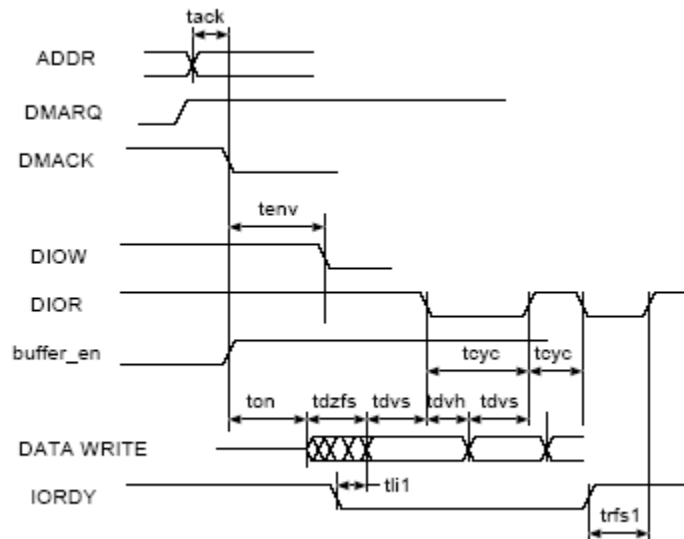 tack
ADDR
DMARQ
DMACK
tenv
DIOW
DIOR
buffer_en
tcyc tcyc
ton tdzfs tdvs tdvh tdvs
DATA WRITE
tli1
IORDY
trfs1